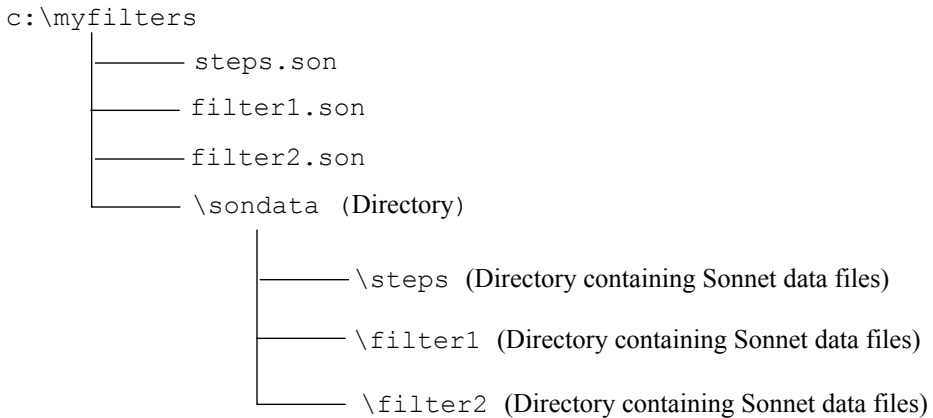 c:\myfilters
steps.son
filter1.son
filter2.son
\sondata (Directory)
\steps (Directory containing Sonnet data files)
\filter1 (Directory containing Sonnet data files)
\filter2 (Directory containing Sonnet data files)